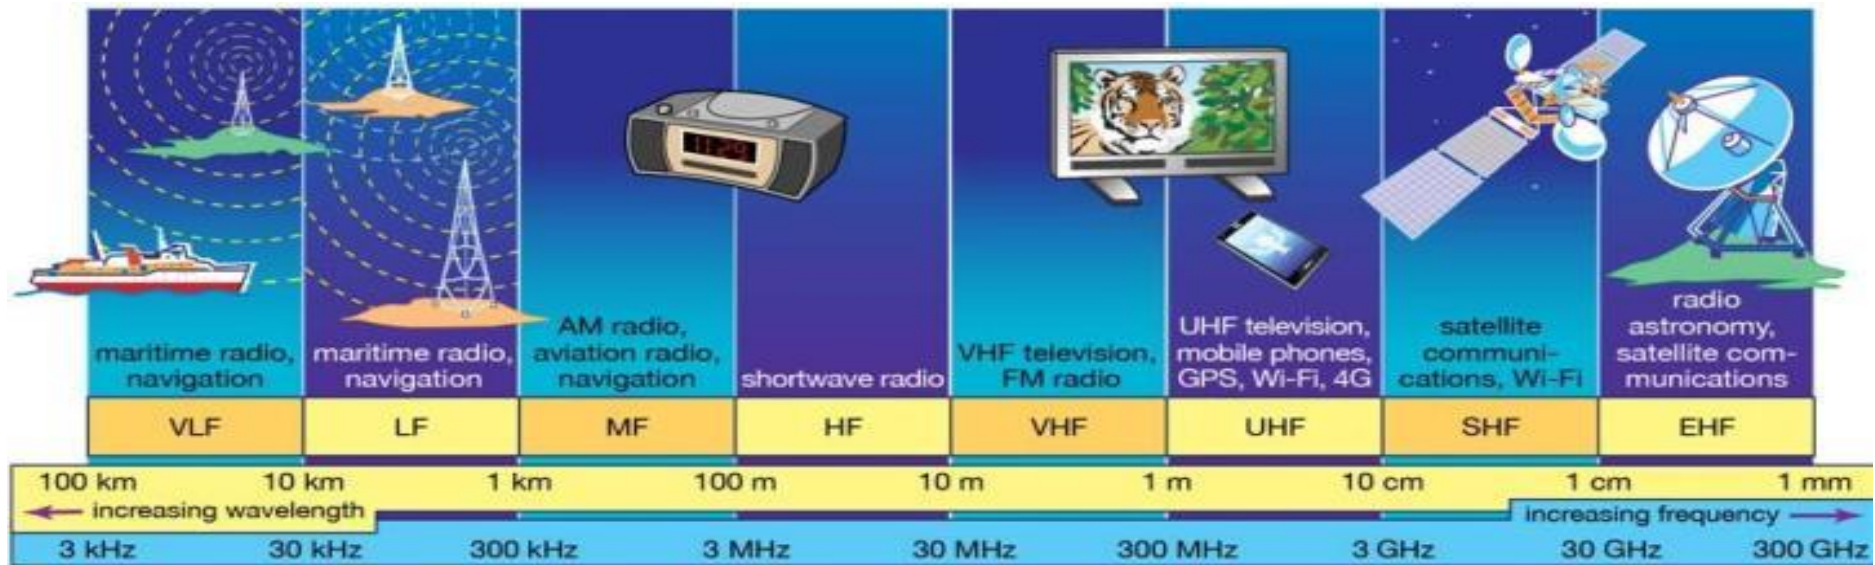 11:29
maritime radio,
navigation
maritime radio,
navigation
AM radio,
aviation radio,
navigation
shortwave radio
VHF television,
FM radio
UHF television,
mobile phones,
GPS, Wi-Fi, 4G
satellite
communi-
cations, Wi-Fi
radio
astronomy,
satellite com-
munications
VLF LF MF HF VHF UHF SHF EHF
100 km 10 km 1 km 100 m 10 m 1 m 10 cm 1 cm 1 mm
increasing wavelength increasing frequency
3 kHz 30 kHz 300 kHz 3 MHz 30 MHz 300 MHz 3 GHz 30 GHz 300 GHz